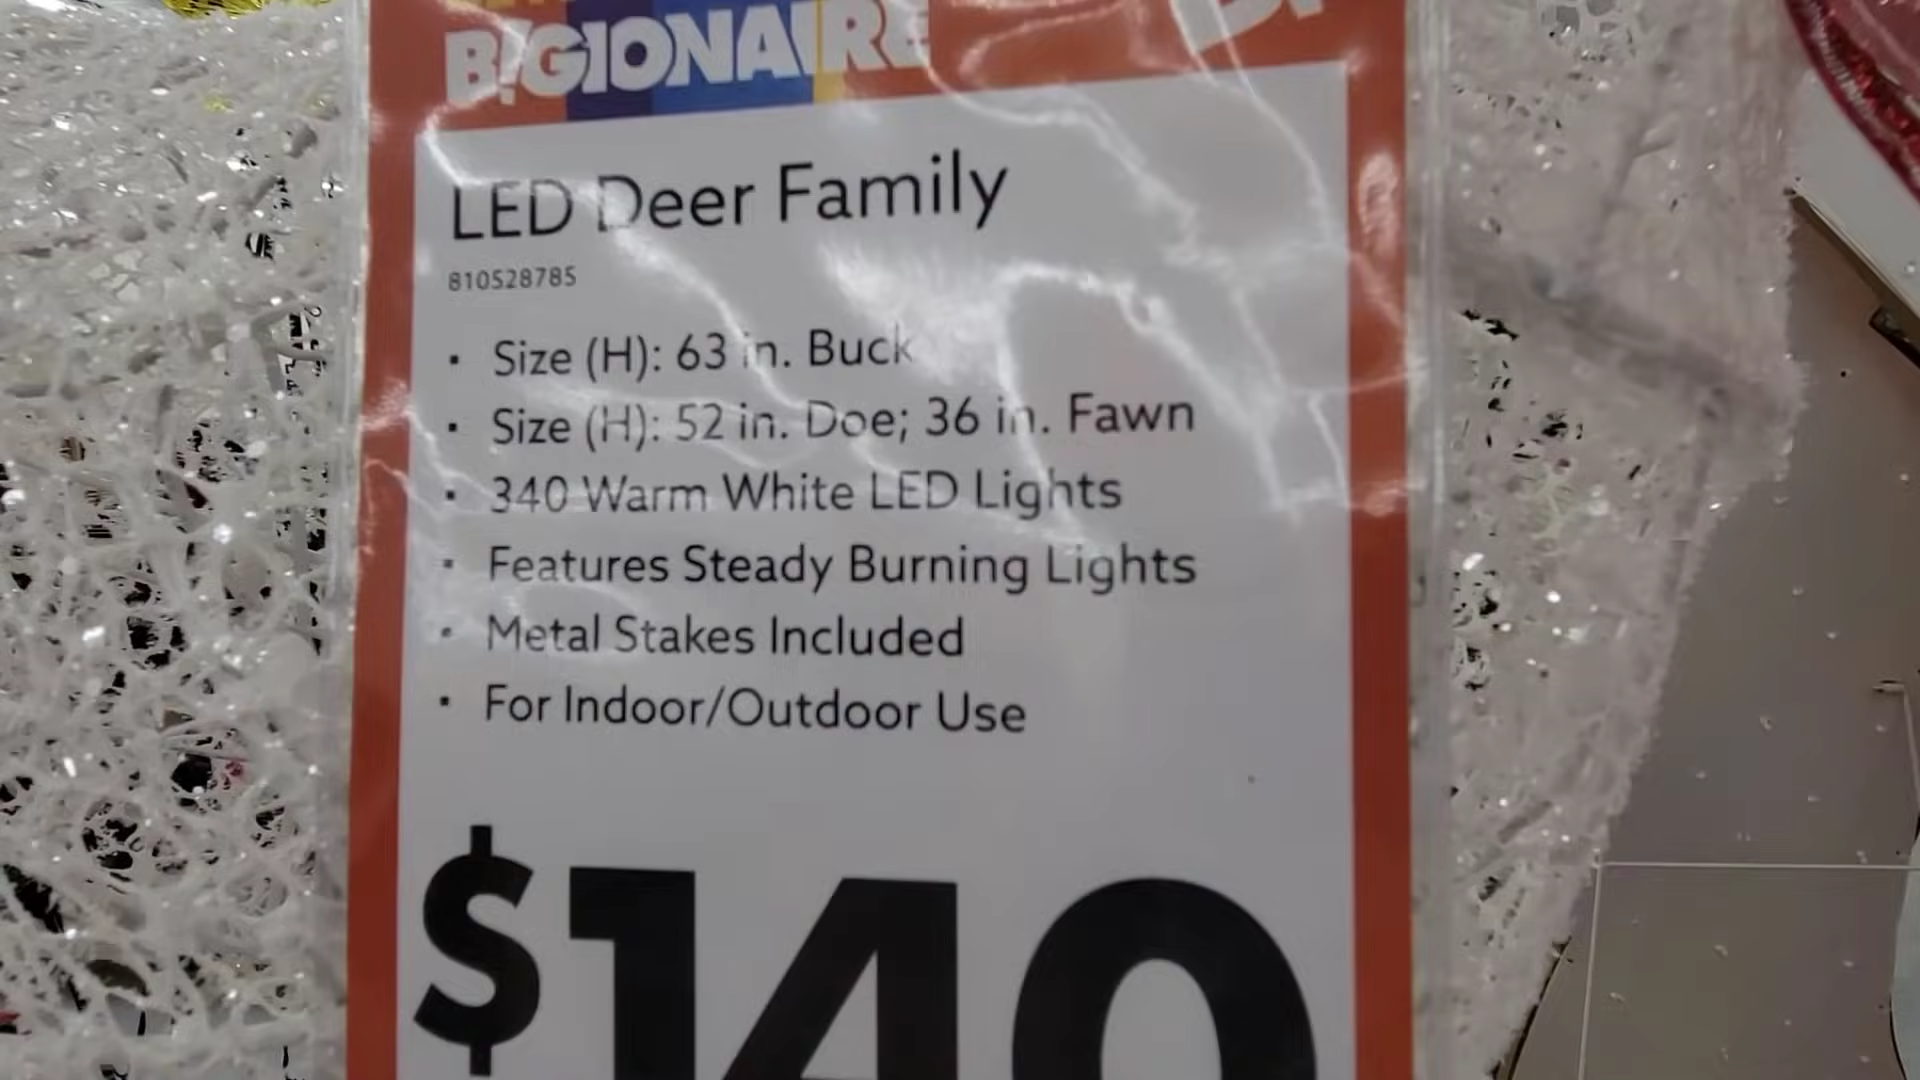 B!GIONAIRE
LED Deer Family
810528785
· Size (H): 63 in. Buck
· Size (H): 52 in. Doe; 36 in. Fawn
· 340 Warm White LED Lights
· Features Steady Burning Lights
· Metal Stakes Included
· For Indoor/Outdoor Use
$140